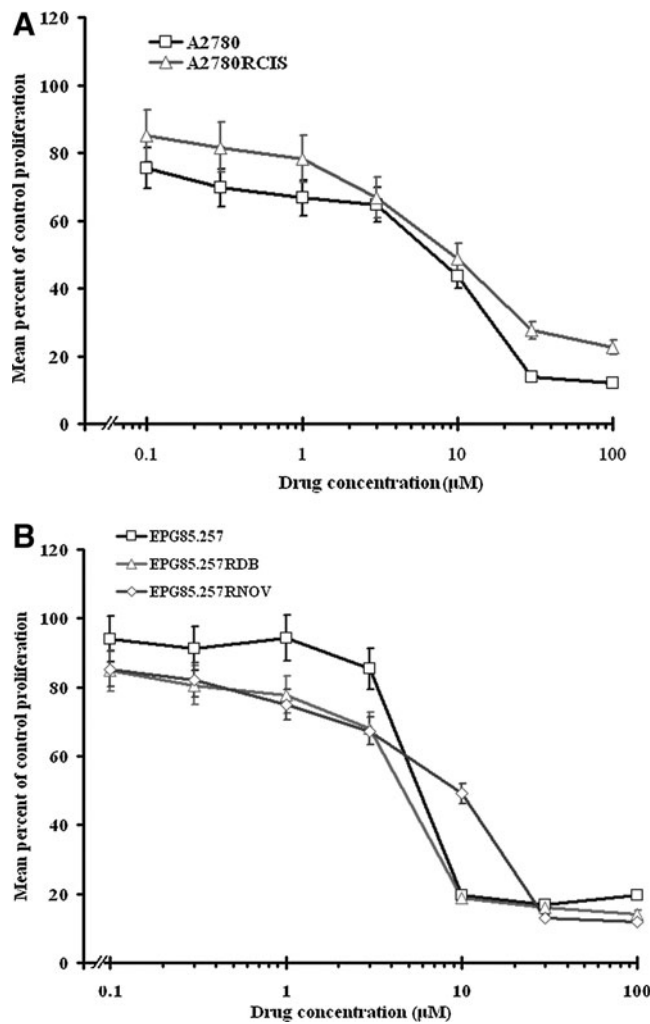 A
A2780
A2780RCIS
Mean percent of control proliferation
120
100
80
60
40
20
0
0.1
1
10
100
Drug concentration (µM)
B
EPG85.257
EPG85.257RDB
EPG85.257RNOV
Mean percent of control proliferation
120
100
80
60
40
20
0
0.1
1
10
100
Drug concentration (µM)